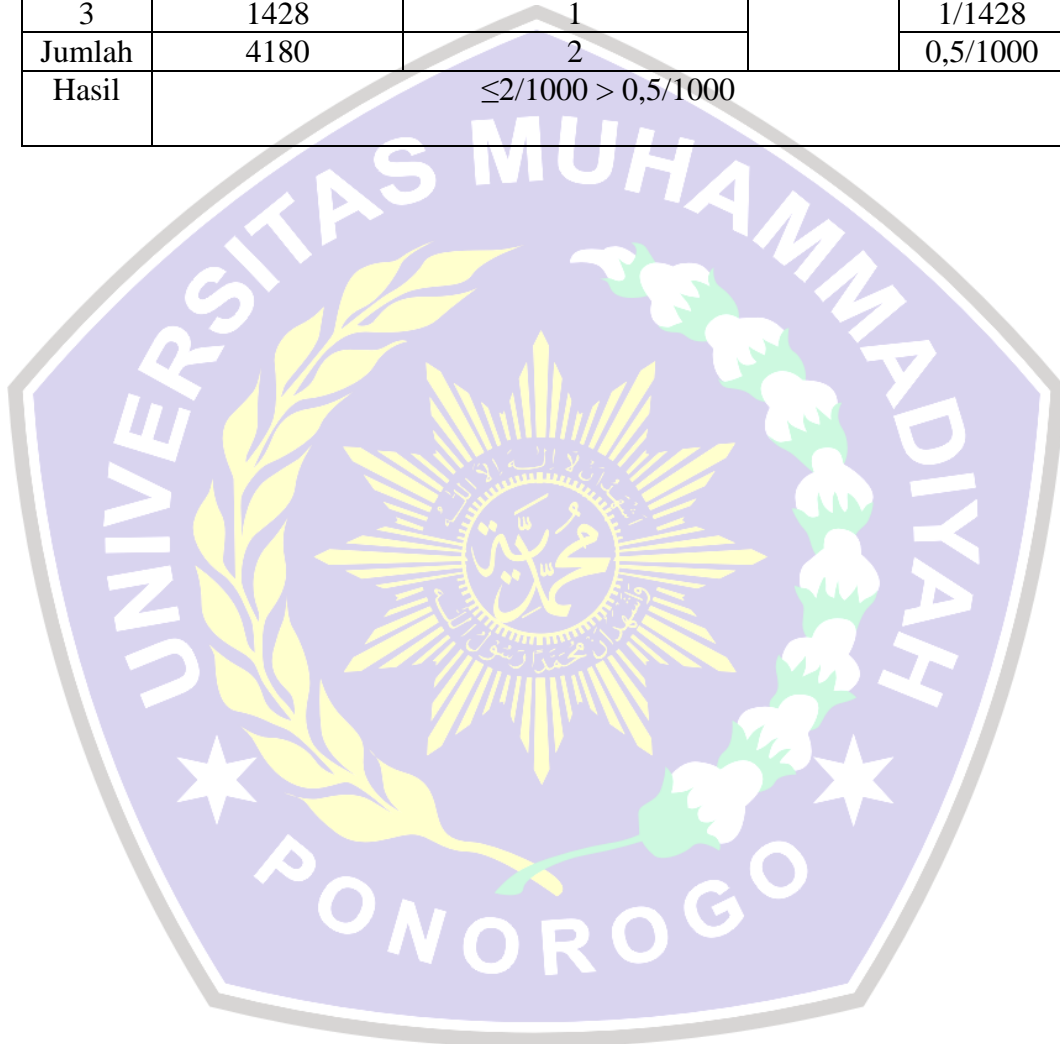 3 1428 1 1/1428
Jumlah 4180 2 0,5/1000
Hasil ≤2/1000 > 0,5/1000
UNIVERSITAS MUHAMMADIYAH
محمدية
PONOROGO